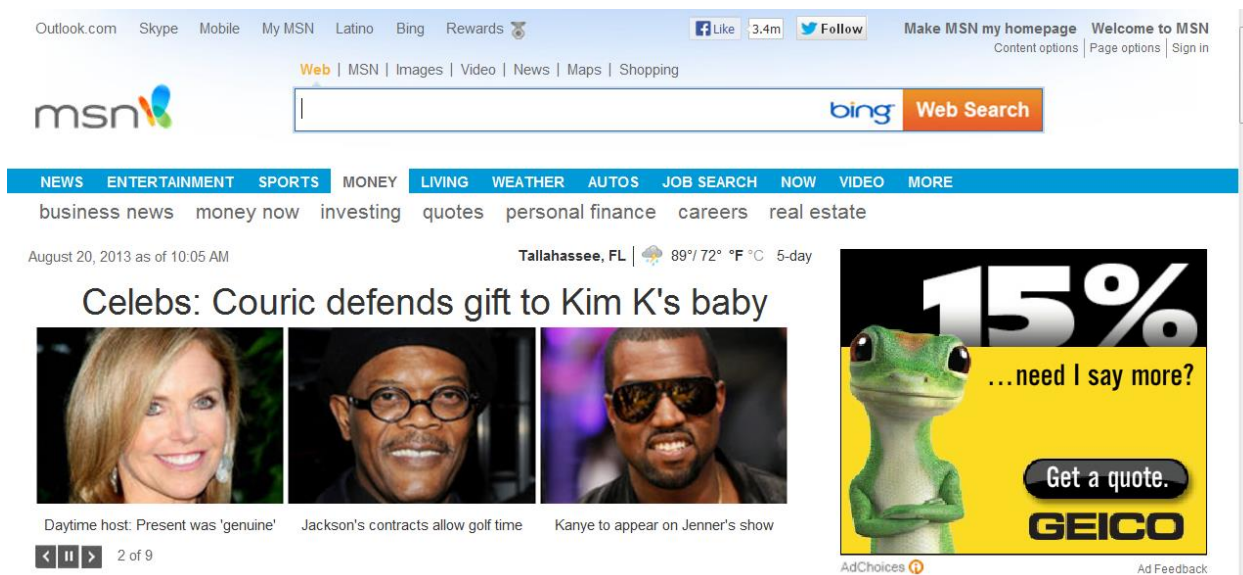 Outlook.com Skype Mobile My MSN Latino Bing Rewards Like 3.4m Follow Make MSN my homepage Welcome to MSN
Content options | Page options | Sign in
Web | MSN | Images | Video | News | Maps | Shopping
msn bing Web Search
NEWS ENTERTAINMENT SPORTS MONEY LIVING WEATHER AUTOS JOB SEARCH NOW VIDEO MORE
business news money now investing quotes personal finance careers real estate
August 20, 2013 as of 10:05 AM Tallahassee, FL | 89°/ 72° °F °C 5-day
Celebs: Couric defends gift to Kim K's baby
Daytime host: Present was 'genuine' Jackson's contracts allow golf time Kanye to appear on Jenner's show
2 of 9
15%
...need I say more?
Get a quote.
GEICO
AdChoices Ad Feedback